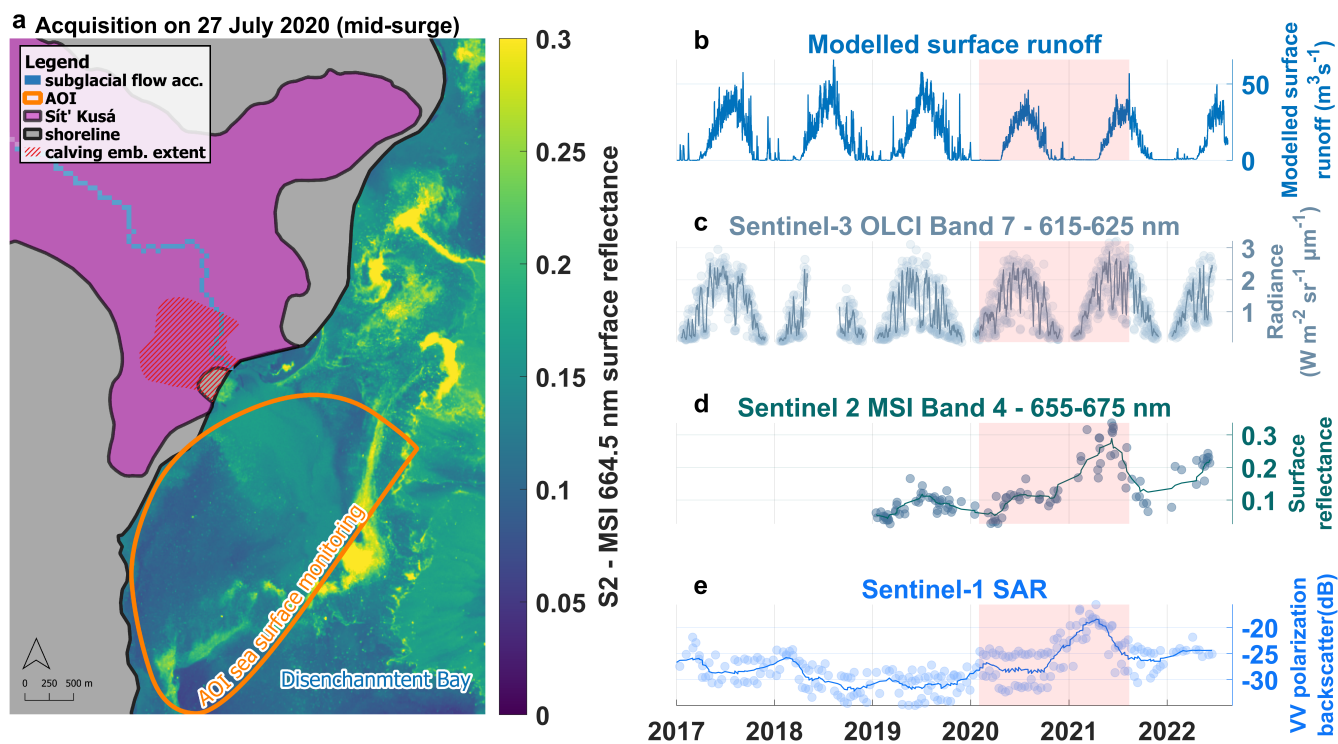 a
Acquisition on 27 July 2020 (mid-surge)
Legend
subglacial flow acc.
AOI
Sít' Kusá
shoreline
calving emb. extent
AOI sea surface monitoring
Disenchanmtent Bay
0 250 500 m
0.3
0.25
0.2
0.15
0.1
0.05
0
S2 - MSI 664.5 nm surface reflectance
b
Modelled surface runoff
50
0
Modelled surface
runoff (m³s⁻¹)
c
Sentinel-3 OLCI Band 7 - 615-625 nm
3
2
1
Radiance
(W m⁻² sr⁻¹ µm⁻¹)
d
Sentinel 2 MSI Band 4 - 655-675 nm
0.3
0.2
0.1
Surface
reflectance
e
Sentinel-1 SAR
-20
-25
-30
VV polarization
backscatter(dB)
2017 2018 2019 2020 2021 2022